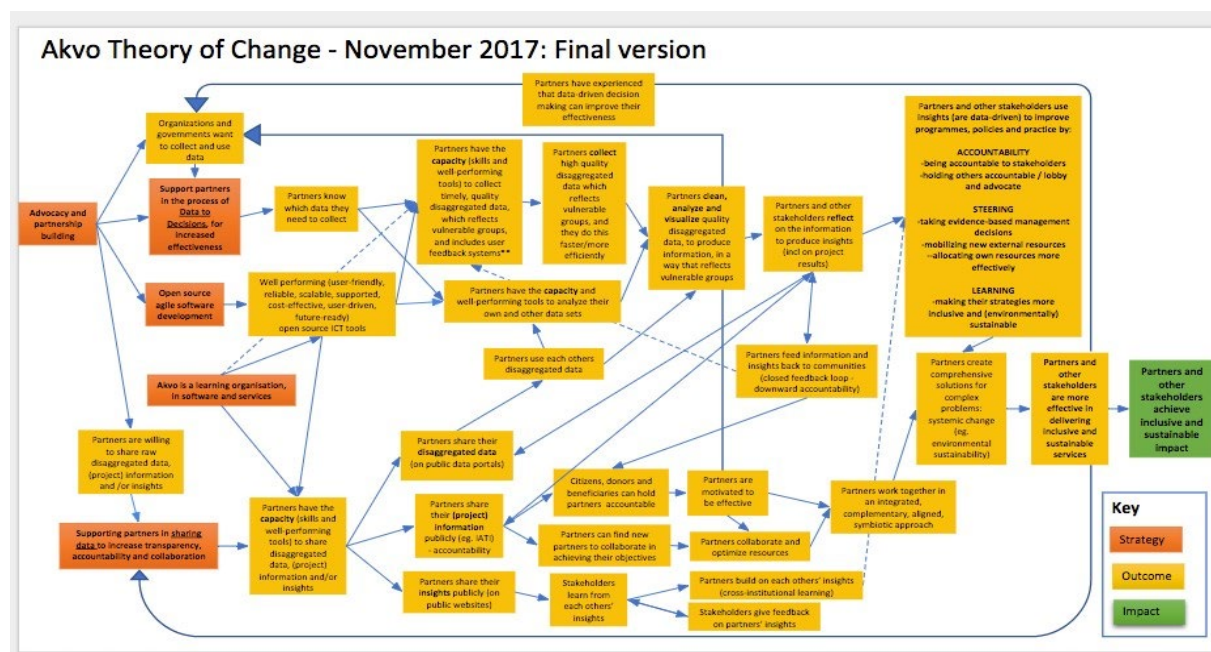 Akvo Theory of Change - November 2017: Final version
Partners have experienced
that data-driven decision
making can improve their
effectiveness
Organizations and
governments want
to collect and use
data
Advocacy and
partnership
building
Support partners
in the process of
Data to
Decisions, for
increased
effectiveness
Open source
agile software
development
Partners know
which data they
need to collect
Well performing (user-friendly,
reliable, scalable, supported,
cost-effective, user-driven,
future-ready)
open source ICT tools
Akvo is a learning organisation,
in software and services
Partners have the
capacity (skills and
well-performing
tools) to collect
timely, quality
disaggregated data,
which reflects
vulnerable groups,
and includes user
feedback systems**
Partners collect
high quality
disaggregated
data which
reflects
vulnerable
groups, and
they do this
faster/more
efficiently
Partners have the capacity and
well-performing tools to analyze their
own and other data sets
Partners use each others
disaggregated data
Partners clean,
analyze and
visualize quality
disaggregated
data, to produce
information, in a
way that reflects
vulnerable groups
Partners and other
stakeholders reflect
on the information
to produce insights
(incl on project
results)
Partners feed information and
insights back to communities
(closed feedback loop -
downward accountability)
Partners and other stakeholders use
insights (are data-driven) to improve
programmes, policies and practice by:
ACCOUNTABILITY
-being accountable to stakeholders
-holding others accountable / lobby
and advocate
STEERING
-taking evidence-based management
decisions
-mobilizing new external resources
--allocating own resources more
effectively
LEARNING
-making their strategies more
inclusive and (environmentally)
sustainable
Partners create
comprehensive
solutions for
complex
problems:
systemic change
(eg.
environmental
sustainability)
Partners and
other
stakeholders
are more
effective in
delivering
inclusive and
sustainable
services
Partners and
other
stakeholders
achieve
inclusive and
sustainable
impact
Partners are willing
to share raw
disaggregated data,
(project) information
and /or insights
Supporting partners in sharing
data to increase transparency,
accountability and collaboration
Partners have the
capacity (skills and
well-performing
tools) to share
disaggregated data,
(project)
information and/or
insights
Partners share their
disaggregated data
(on public data portals)
Partners share
their (project)
information
publicly (eg. IATI)
- accountability
Partners share their
insights publicly (on
public websites)
Citizens, donors and
beneficiaries can hold
partners accountable
Partners can find new
partners to collaborate in
achieving their objectives
Stakeholders
learn from
each others'
insights
Partners are
motivated to
be effective
Partners collaborate and
optimize resources
Partners build on each others' insights
(cross-institutional learning)
Stakeholders give feedback
on partners' insights
Partners work together in
an integrated,
complementary, aligned,
symbiotic approach
Key
Strategy
Outcome
Impact